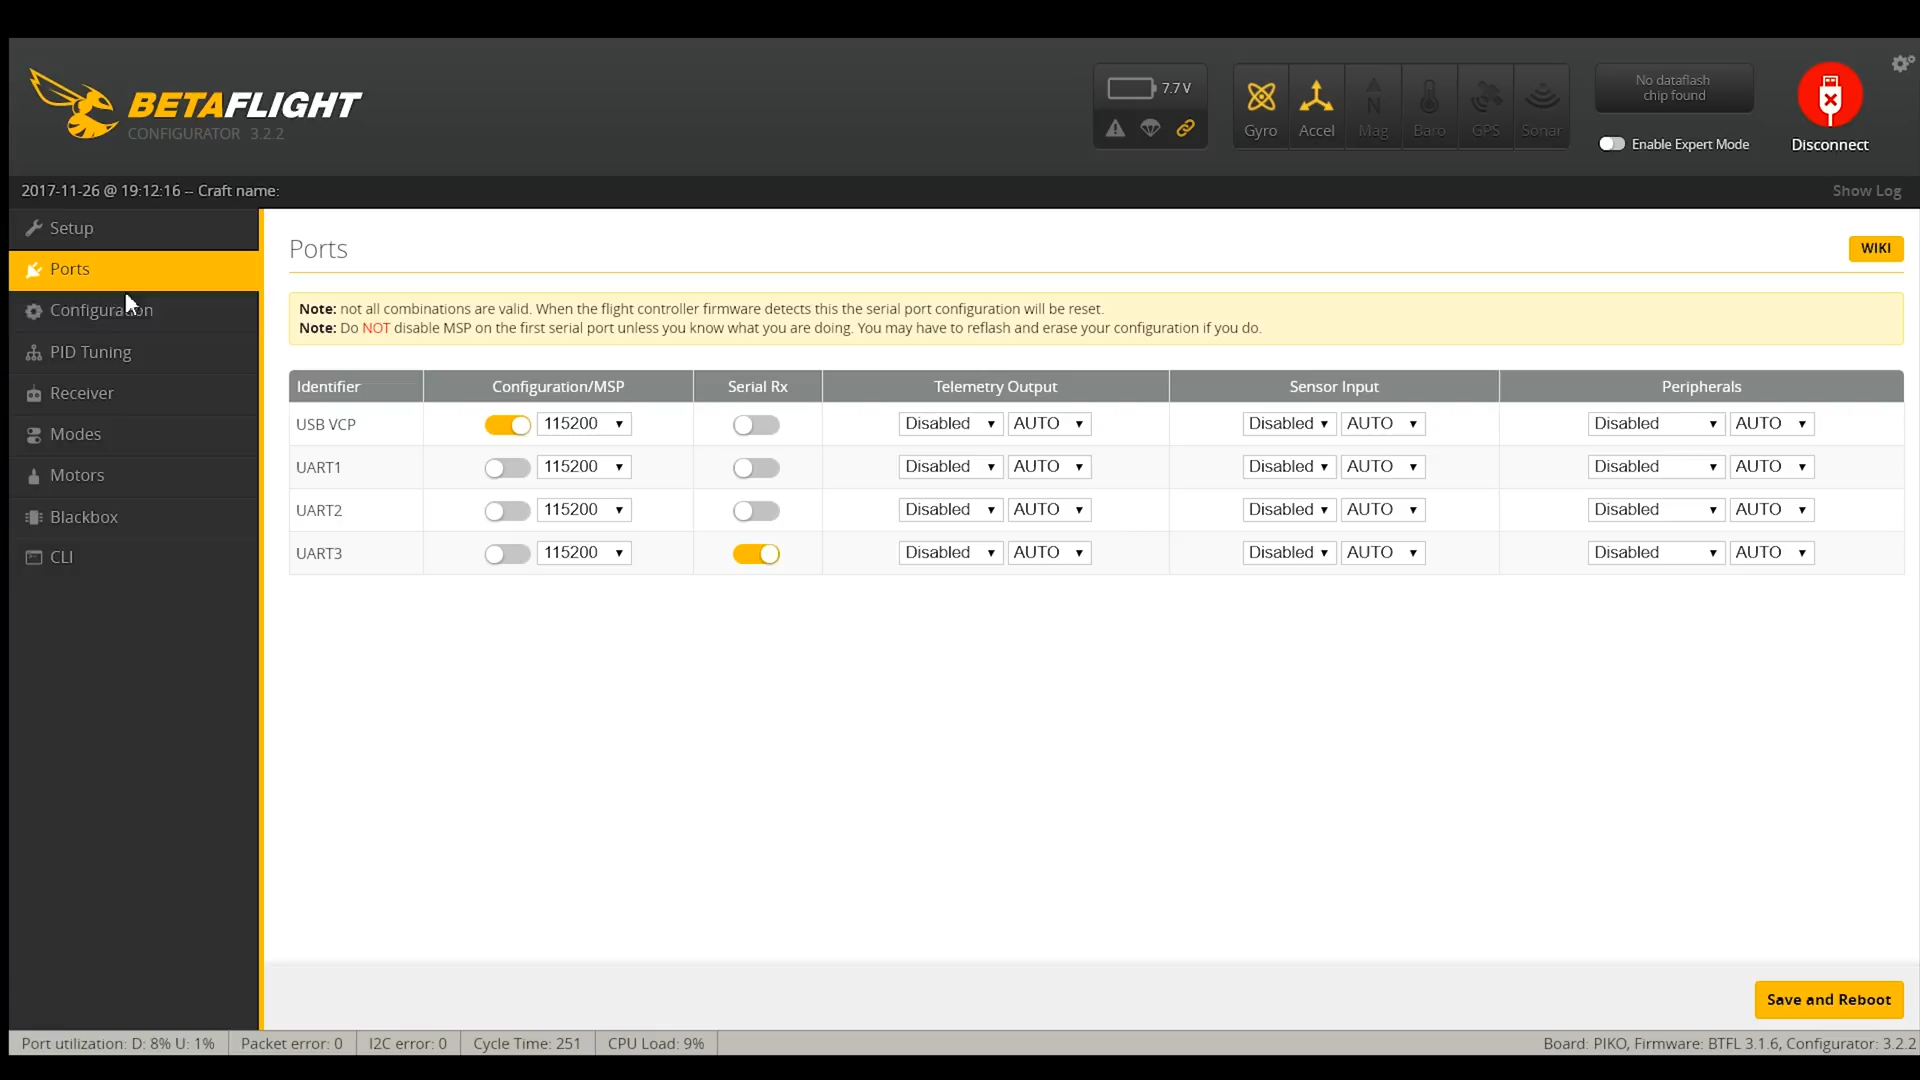 BETAFLIGHT
CONFIGURATOR 3.2.2
7.7 V
Gyro
Accel
Mag
Baro
GPS
Sonar
No dataflash
chip found
Enable Expert Mode
Disconnect
2017-11-26 @ 19:12:16 -- Craft name:
Show Log
Setup
Ports
Configuration
PID Tuning
Receiver
Modes
Motors
Blackbox
CLI
Ports
WIKI
Note: not all combinations are valid. When the flight controller firmware detects this the serial port configuration will be reset.
Note: Do NOT disable MSP on the first serial port unless you know what you are doing. You may have to reflash and erase your configuration if you do.
Identifier Configuration/MSP Serial Rx Telemetry Output Sensor Input Peripherals
USB VCP 115200 Disabled AUTO Disabled AUTO Disabled AUTO
UART1 115200 Disabled AUTO Disabled AUTO Disabled AUTO
UART2 115200 Disabled AUTO Disabled AUTO Disabled AUTO
UART3 115200 Disabled AUTO Disabled AUTO Disabled AUTO
Save and Reboot
Port utilization: D: 8% U: 1% Packet error: 0 I2C error: 0 Cycle Time: 251 CPU Load: 9% Board: PIKO, Firmware: BTFL 3.1.6, Configurator: 3.2.2